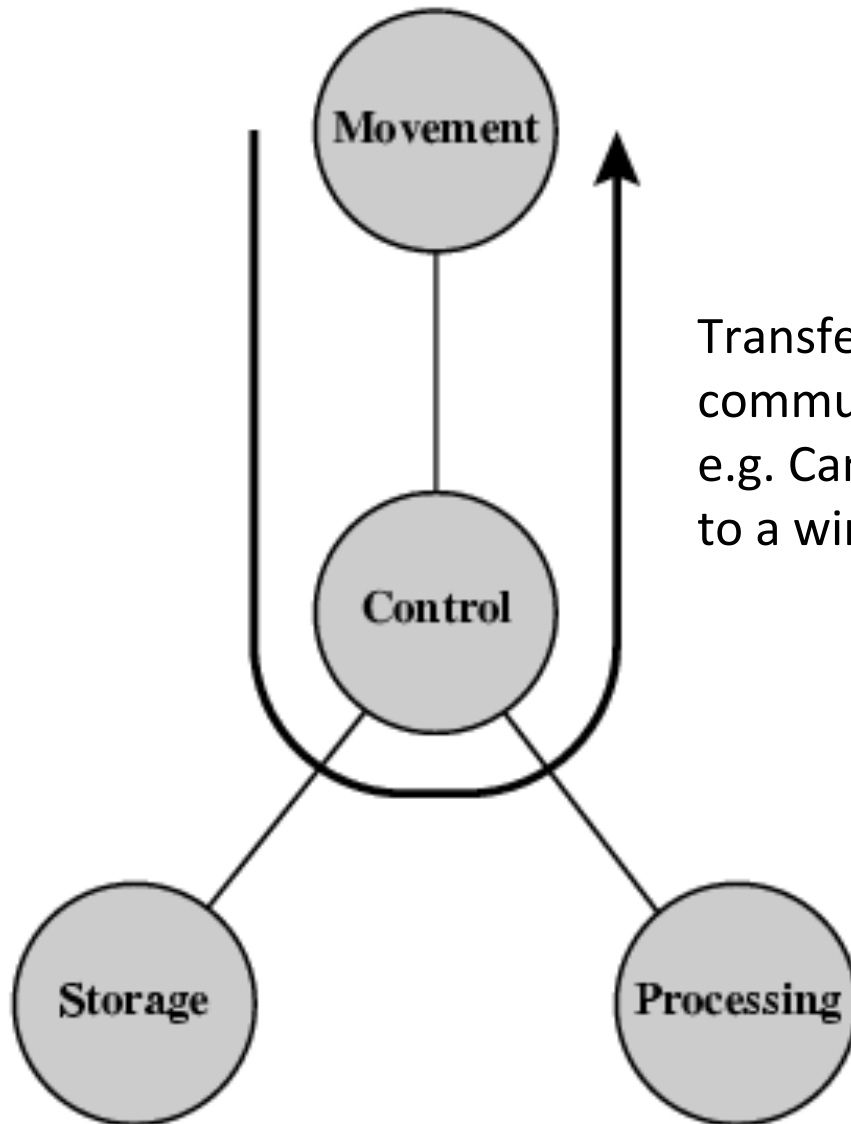 Movement
Transfe
commu
e.g. Car
to a wir
Control
Storage
Processing